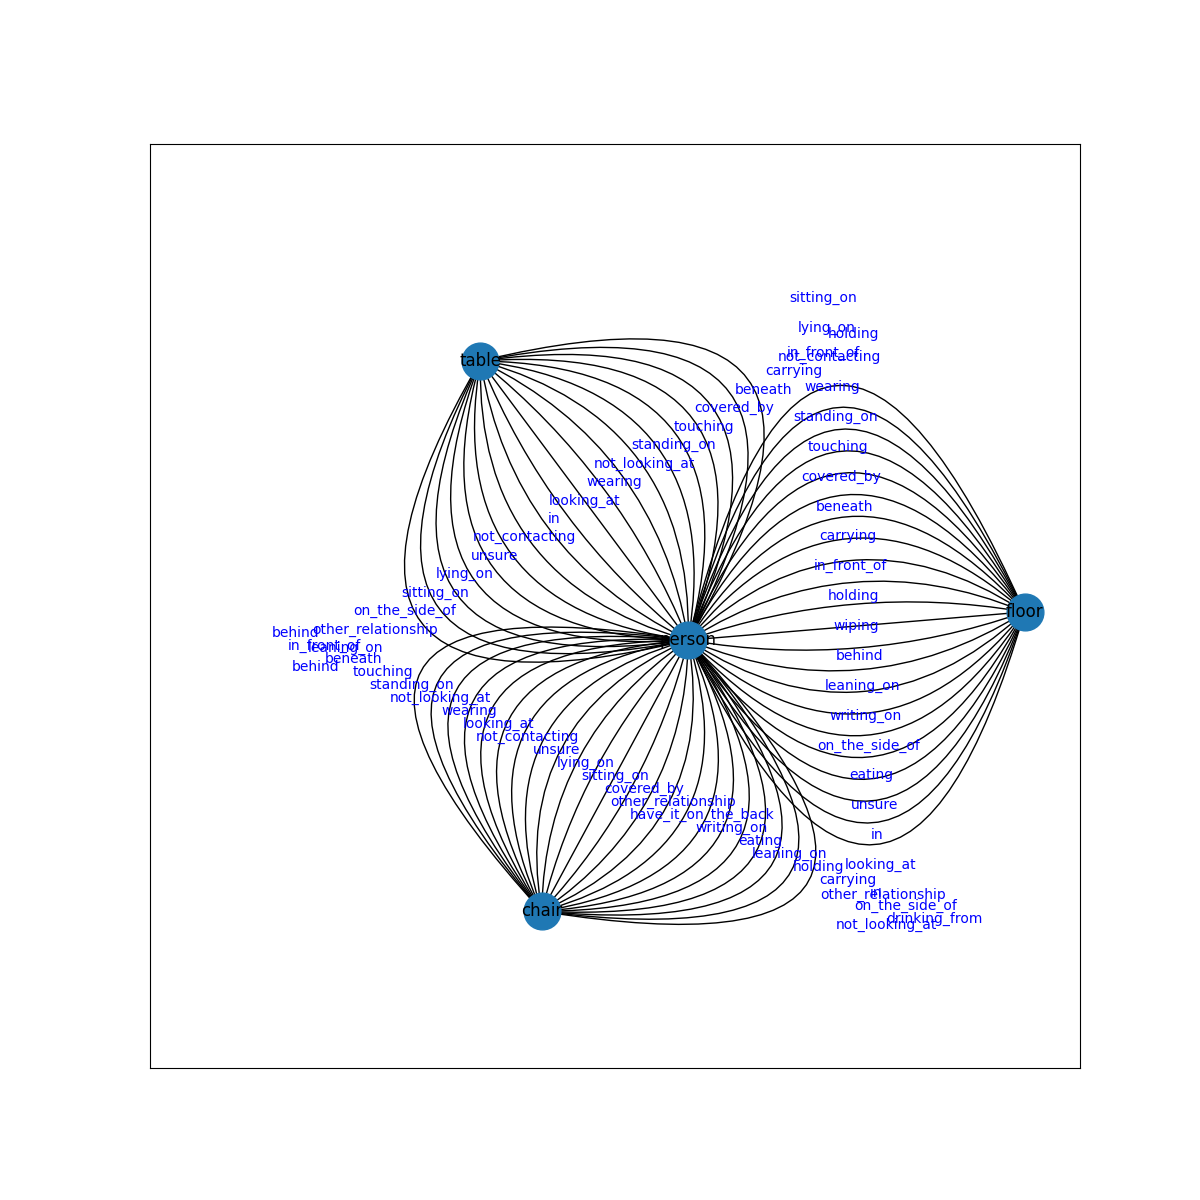 sitting_on
lying_on
holding
in_front_of
not_contacting
table
carrying
wearing
beneath
covered_by
standing_on
touching
standing_on
touching
not_looking_at
covered_by
wearing
looking_at
beneath
in
not_contacting
carrying
unsure
in_front_of
lying_on
sitting_on
holding
on_the_side_of
floor
other_relationship
wiping
behind
person
in_front_of
leaning_on
beneath
behind
behind
touching
standing_on
leaning_on
not_looking_at
wearing
writing_on
looking_at
not_contacting
on_the_side_of
unsure
lying_on
sitting_on
eating
covered_by
other_relationship
unsure
have_it_on_the_back
writing_on
in
eating
leaning_on
holding
looking_at
carrying
other_relationship
in
on_the_side_of
chair
drinking_from
not_looking_at